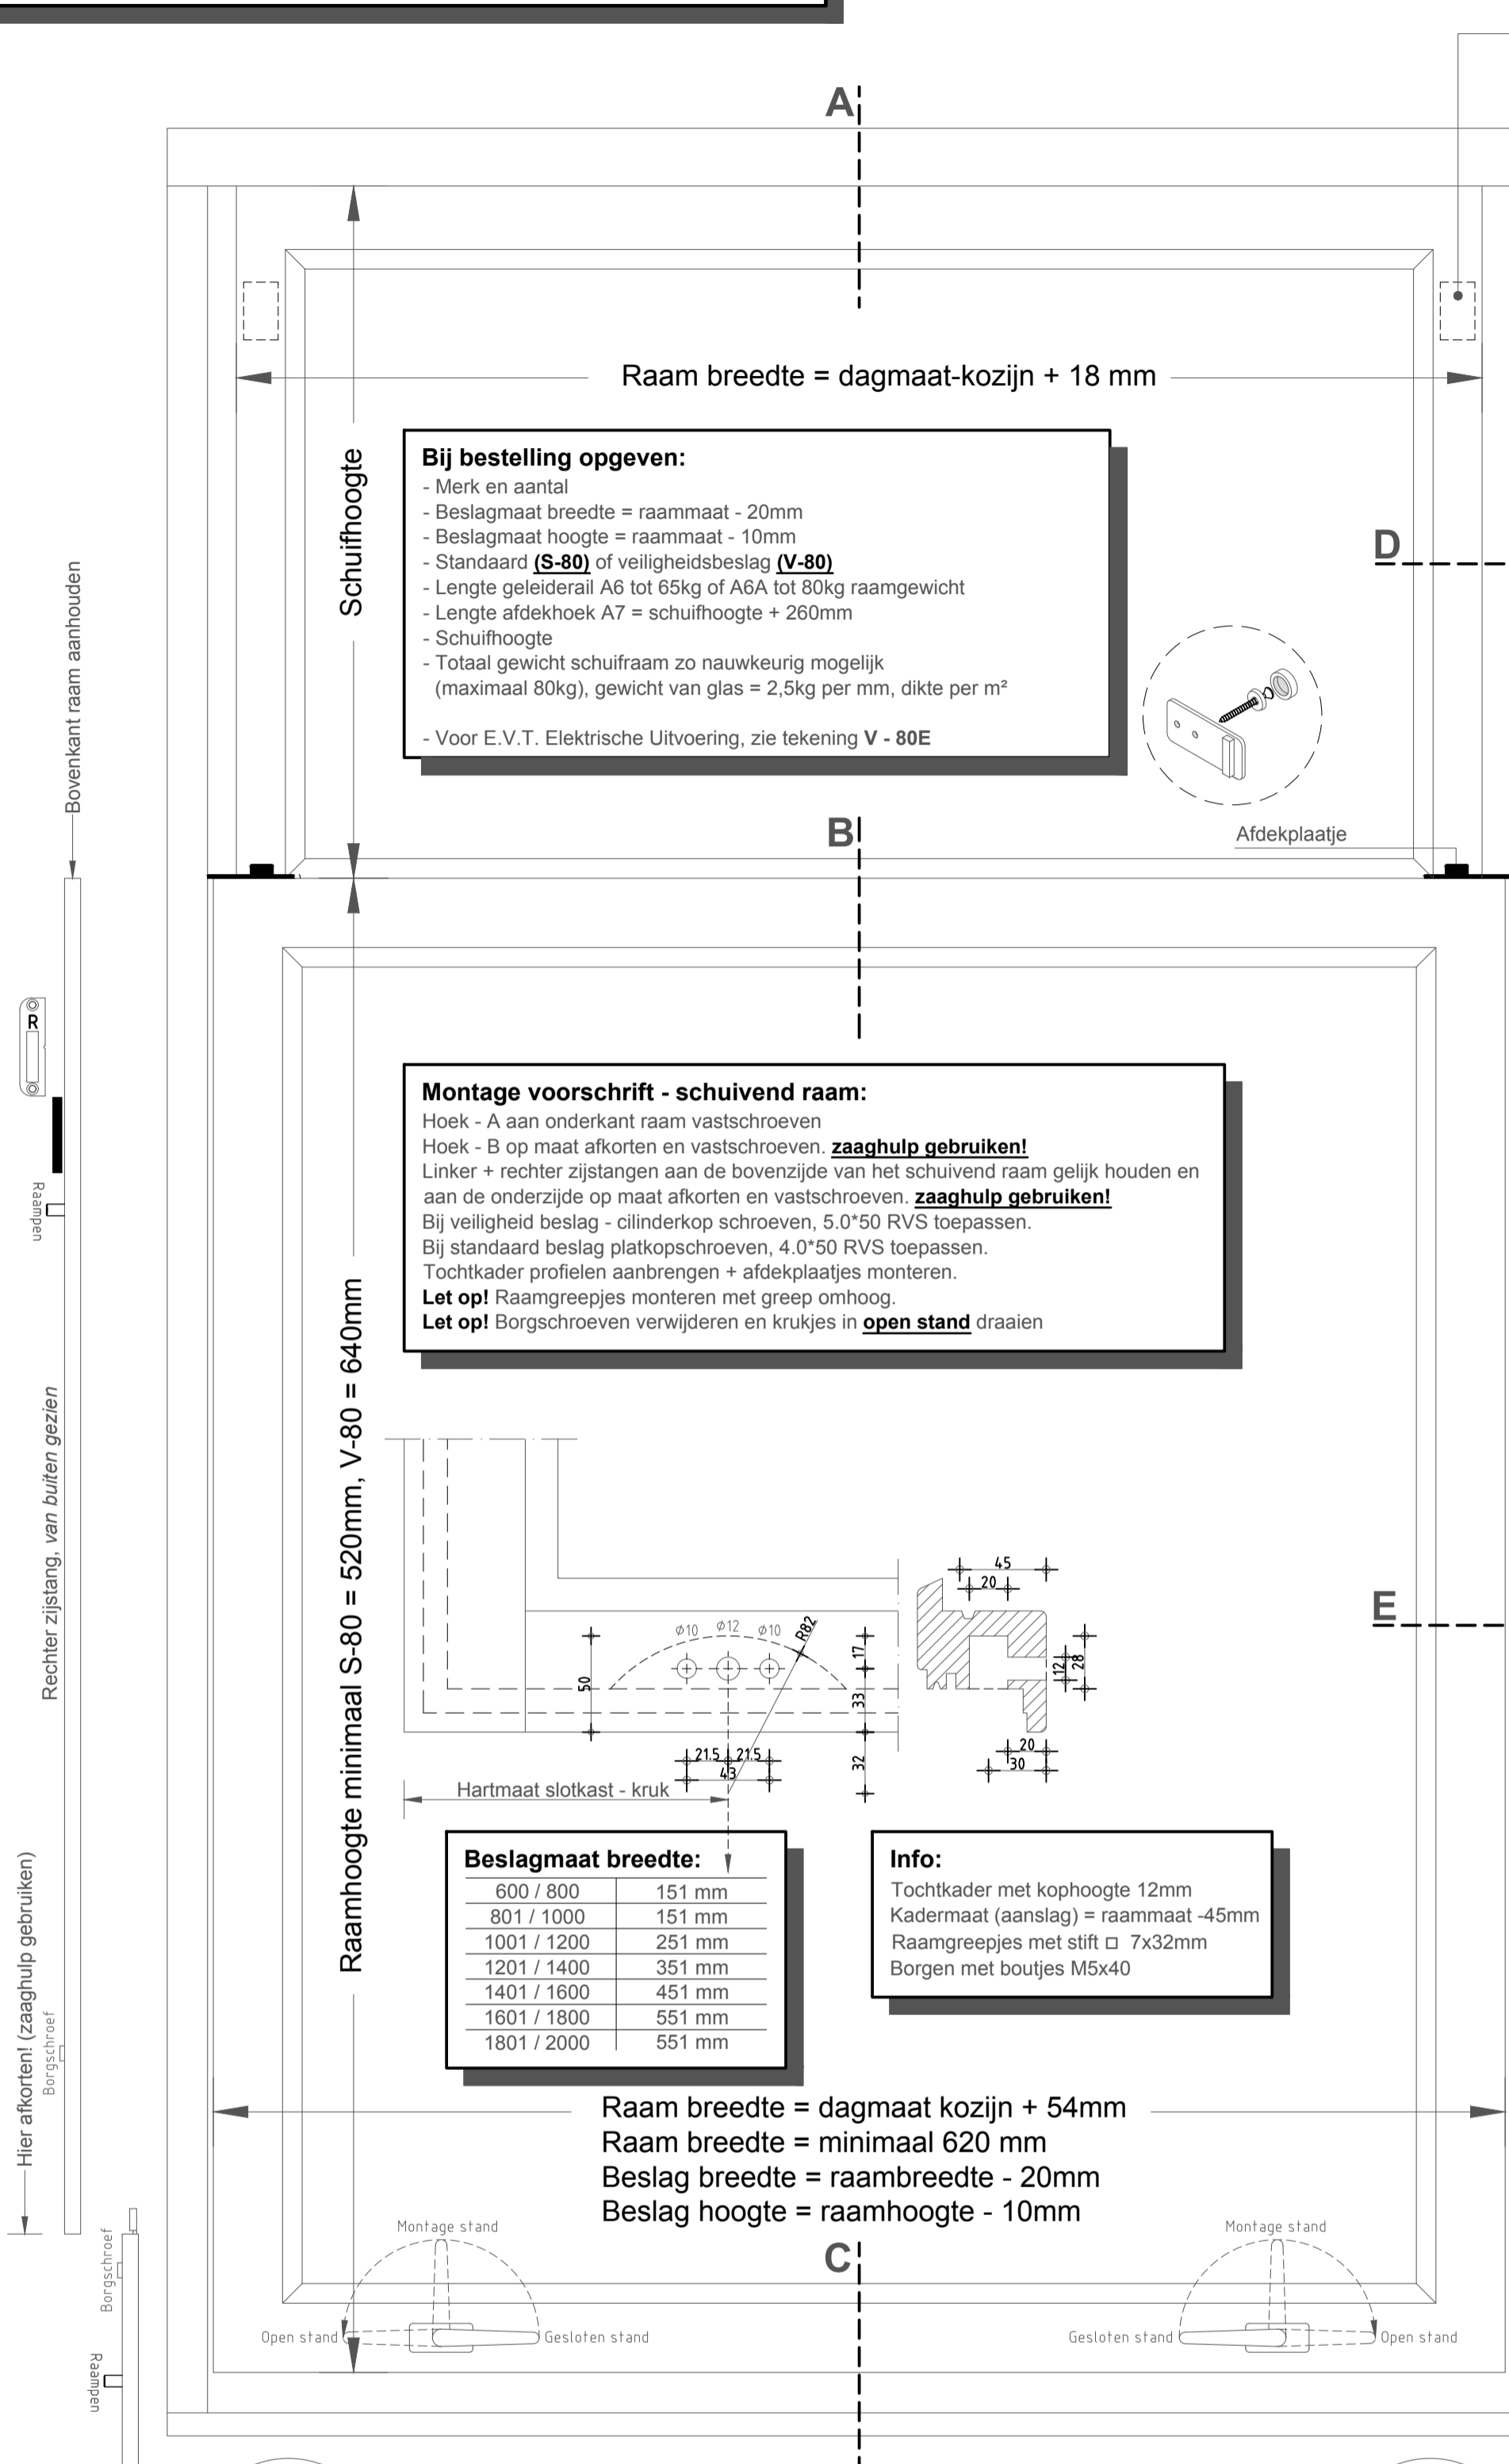 A
Raam breedte = dagmaat-kozijn + 18 mm
Schuifhoogte
Bij bestelling opgeven:
- Merk en aantal
- Beslagmaat breedte = raammaat - 20mm
- Beslagmaat hoogte = raammaat - 10mm
- Standaard (S-80) of veiligheidsbeslag (V-80)
- Lengte geleiderail A6 tot 65kg of A6A tot 80kg raamgewicht
- Lengte afdekhoek A7 = schuifhoogte + 260mm
- Schuifhoogte
- Totaal gewicht schuifraam zo nauwkeurig mogelijk
(maximaal 80kg), gewicht van glas = 2,5kg per mm, dikte per m²
- Voor E.V.T. Elektrische Uitvoering, zie tekening V - 80E
D
Bovenkant raam aanhouden
B
Afdekplaatje
R
Raampen
Montage voorschrift - schuivend raam:
Hoek - A aan onderkant raam vastschroeven
Hoek - B op maat afkorten en vastschroeven. zaaghulp gebruiken!
Linker + rechter zijstangen aan de bovenzijde van het schuivend raam gelijk houden en
aan de onderzijde op maat afkorten en vastschroeven. zaaghulp gebruiken!
Bij veiligheid beslag - cilinderkop schroeven, 5.0*50 RVS toepassen.
Bij standaard beslag platkopschroeven, 4.0*50 RVS toepassen.
Tochtkader profielen aanbrengen + afdekplaatjes monteren.
Let op! Raamgreepjes monteren met greep omhoog.
Let op! Borgschroeven verwijderen en krukjes in open stand draaien
Rechter zijstang, van buiten gezien
Raamhoogte minimaal S-80 = 520mm, V-80 = 640mm
45
20
E
Ø10
Ø12
Ø10
R82
50
17
33
32
12
28
21.5
21.5
43
20
30
Hartmaat slotkast - kruk
Beslagmaat breedte:
600 / 800 151 mm
801 / 1000 151 mm
1001 / 1200 251 mm
1201 / 1400 351 mm
1401 / 1600 451 mm
1601 / 1800 551 mm
1801 / 2000 551 mm
Info:
Tochtkader met kophoogte 12mm
Kadermaat (aanslag) = raammaat -45mm
Raamgreepjes met stift □ 7x32mm
Borgen met boutjes M5x40
Hier afkorten! (zaaghulp gebruiken)
Borgschroef
Raam breedte = dagmaat kozijn + 54mm
Raam breedte = minimaal 620 mm
Beslag breedte = raambreedte - 20mm
Beslag hoogte = raamhoogte - 10mm
Borgschroef
Raampen
C
Montage stand
Open stand
Gesloten stand
Montage stand
Gesloten stand
Open stand